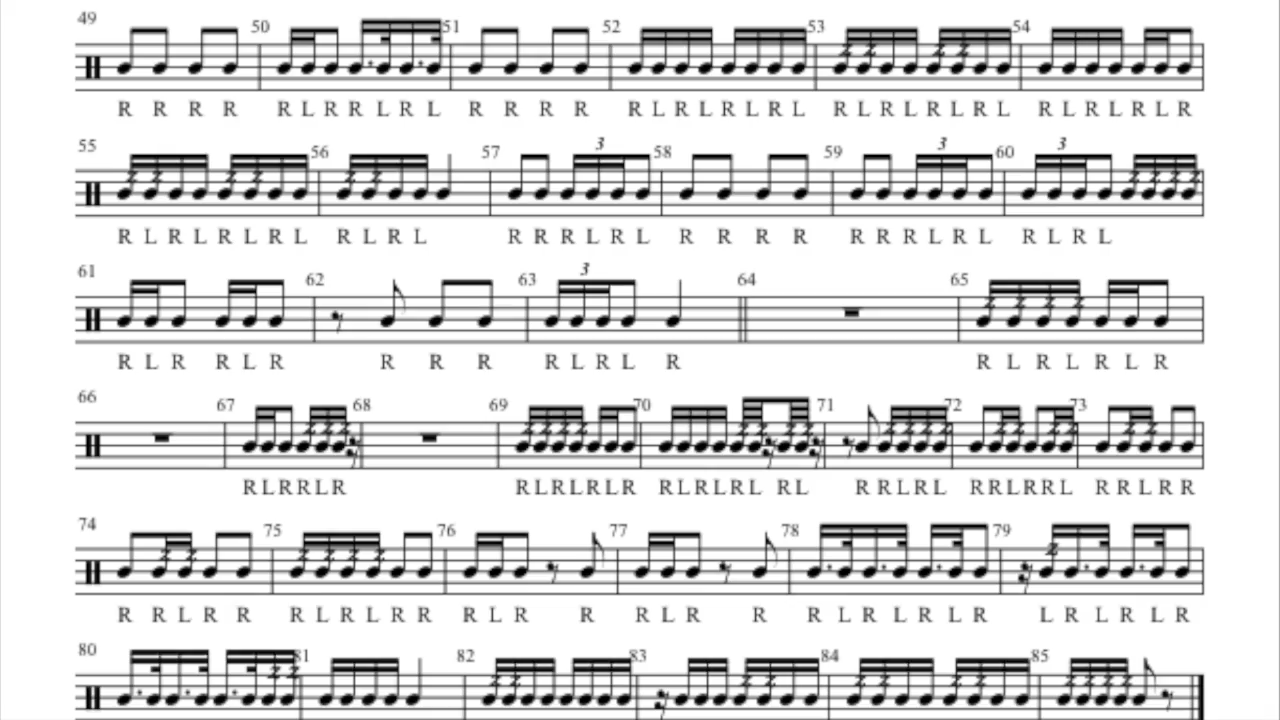 49 50 51 52 53 54
R R R R R L R R L R L R R R R R L R L R L R L R L R L R L R L R L R L R L R
55 56 57 58 59 60
3 3 3
R L R L R L R L R L R L R R R L R L R R R R R R R L R L R L R L
61 62 63 64 65
3
R L R R L R R R R R L R L R R L R L R L R
66 67 68 69 70 71 72 73
R L R R L R R L R L R L R R L R L R L R L R R L R L R R L R R L R R L R R
74 75 76 77 78 79
R R L R R R L R L R R R L R R R L R R R L R L R L R L R L R L R
80 81 82 83 84 85